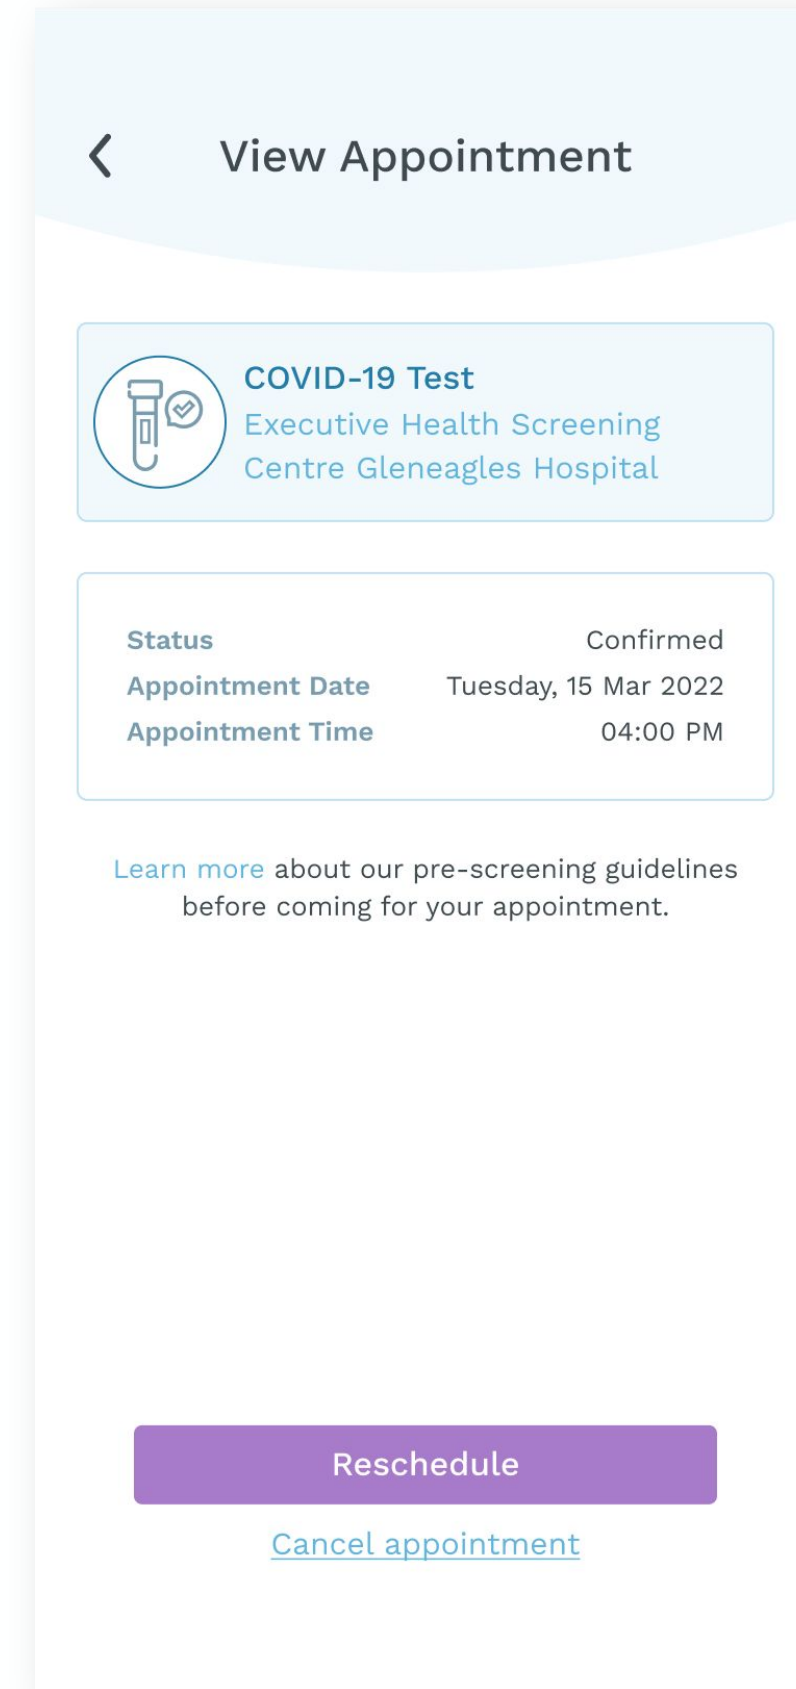 View Appointment
COVID-19 Test
Executive Health Screening
Centre Gleneagles Hospital
Status Confirmed
Appointment Date Tuesday, 15 Mar 2022
Appointment Time 04:00 PM
Learn more about our pre-screening guidelines
before coming for your appointment.
Reschedule
Cancel appointment